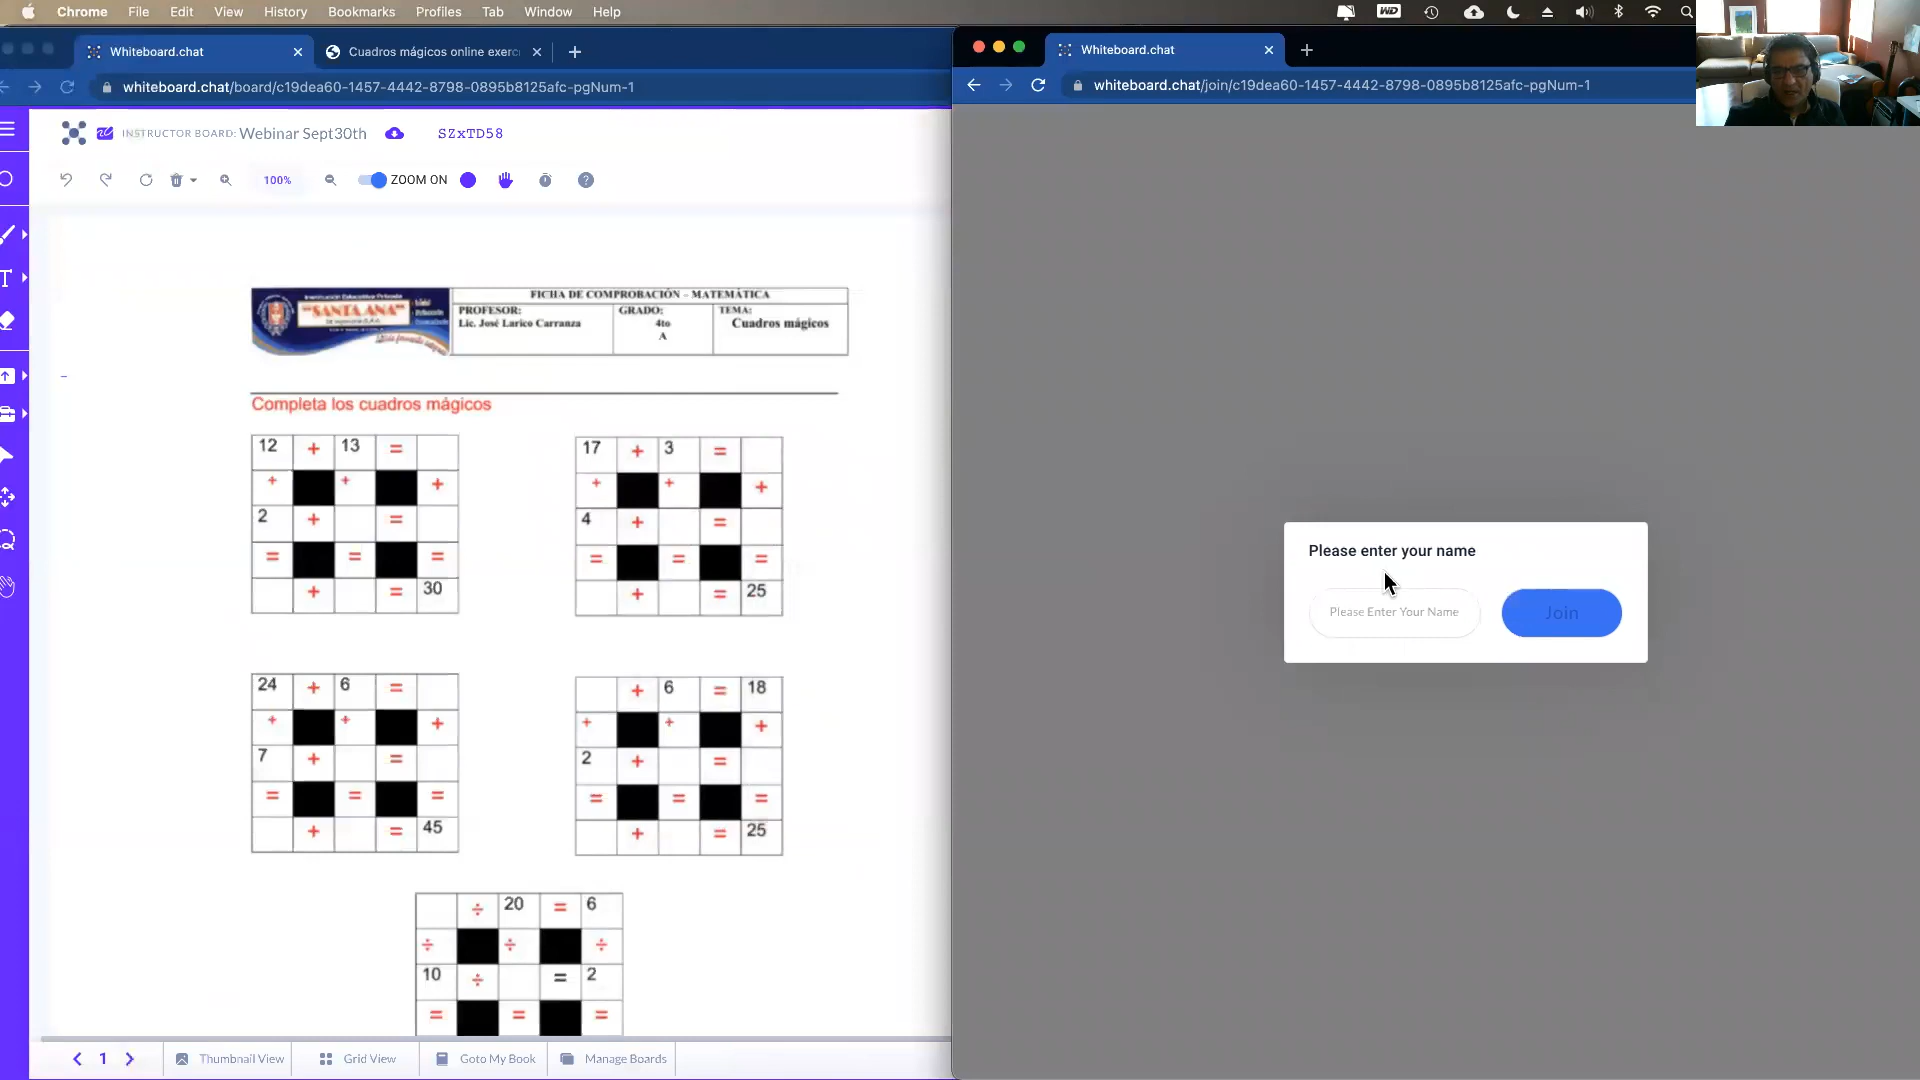 Chrome File Edit View History Bookmarks Profiles Tab Window Help
WD
Whiteboard.chat
Cuadros mágicos online exerc
whiteboard.chat/board/c19dea60-1457-4442-8798-0895b8125afc-pgNum-1
INSTRUCTOR BOARD: Webinar Sept30th SZxTD58
100% ZOOM ON
"SANTA ANA"
FICHA DE COMPROBACIÓN – MATEMÁTICA
PROFESOR: GRADO: TEMA:
Lic. José Larico Carranza 4to Cuadros mágicos
A
Completa los cuadros mágicos
12 + 13 =
+ + +
2 + =
= = =
+ = 30
17 + 3 =
+ + +
4 + =
= = =
+ = 25
24 + 6 =
+ + +
7 + =
= = =
+ = 45
+ 6 = 18
+ + +
2 + =
= = =
+ = 25
÷ 20 = 6
÷ ÷ ÷
10 ÷ = 2
= = =
1 Thumbnail View Grid View Goto My Book Manage Boards
Whiteboard.chat
whiteboard.chat/join/c19dea60-1457-4442-8798-0895b8125afc-pgNum-1
Please enter your name
Please Enter Your Name Join